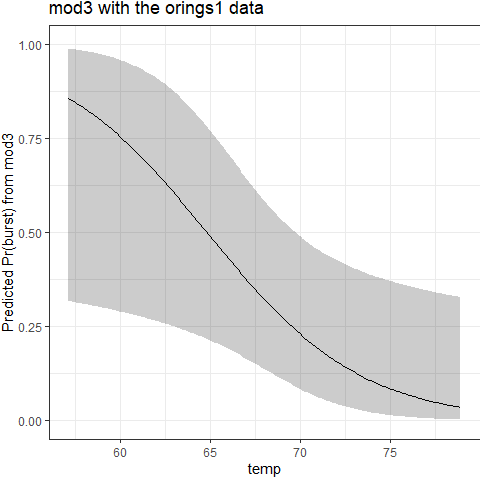 mod3 with the orings1 data
Predicted Pr(burst) from mod3
1.00
0.75
0.50
0.25
0.00
60 65 70 75
temp